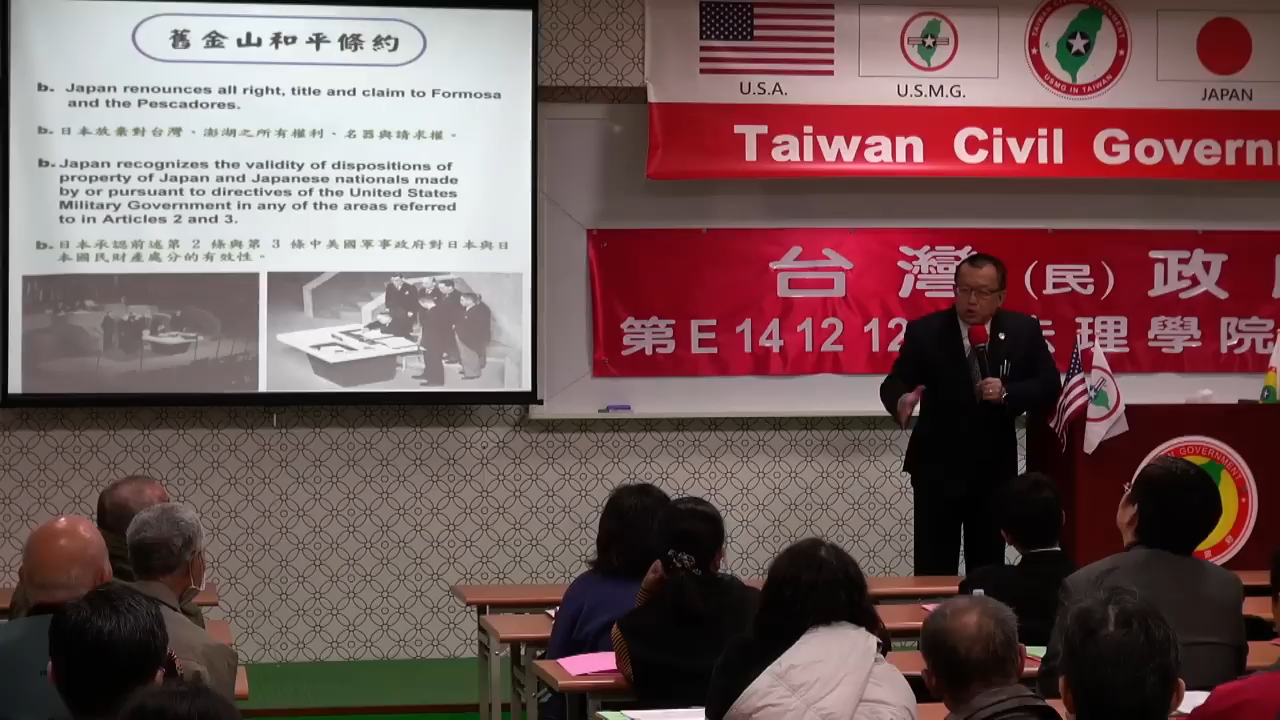 舊金山和平條約
b. Japan renounces all right, title and claim to Formosa
and the Pescadores.
b. 日本放棄對台灣、澎湖之所有權利、名器與請求權。
b. Japan recognizes the validity of dispositions of
property of Japan and Japanese nationals made
by or pursuant to directives of the United States
Military Government in any of the areas referred
to in Articles 2 and 3.
b. 日本承認前述第 2 條與第 3 條中美國軍事政府對日本與日
本國民財產處分的有效性。
U.S.A.
U.S.M.G.
USMG IN TAIWAN
JAPAN
Taiwan Civil Govern
台灣(民)政
第E 14 12 12
理學院
GOVERNMENT